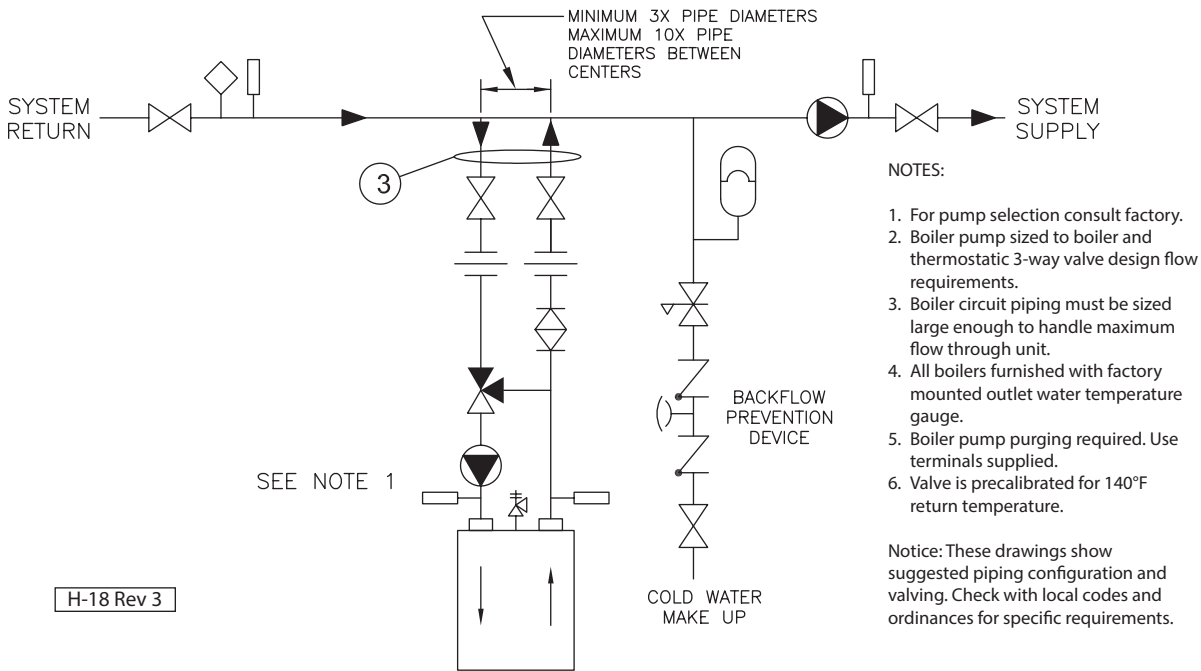 MINIMUM 3X PIPE DIAMETERS
MAXIMUM 10X PIPE
DIAMETERS BETWEEN
CENTERS
SYSTEM
RETURN
SYSTEM
SUPPLY
3
NOTES:
1. For pump selection consult factory.
2. Boiler pump sized to boiler and
thermostatic 3-way valve design flow
requirements.
3. Boiler circuit piping must be sized
large enough to handle maximum
flow through unit.
4. All boilers furnished with factory
mounted outlet water temperature
gauge.
5. Boiler pump purging required. Use
terminals supplied.
6. Valve is precalibrated for 140°F
return temperature.
Notice: These drawings show
suggested piping configuration and
valving. Check with local codes and
ordinances for specific requirements.
BACKFLOW
PREVENTION
DEVICE
SEE NOTE 1
COLD WATER
MAKE UP
H-18 Rev 3